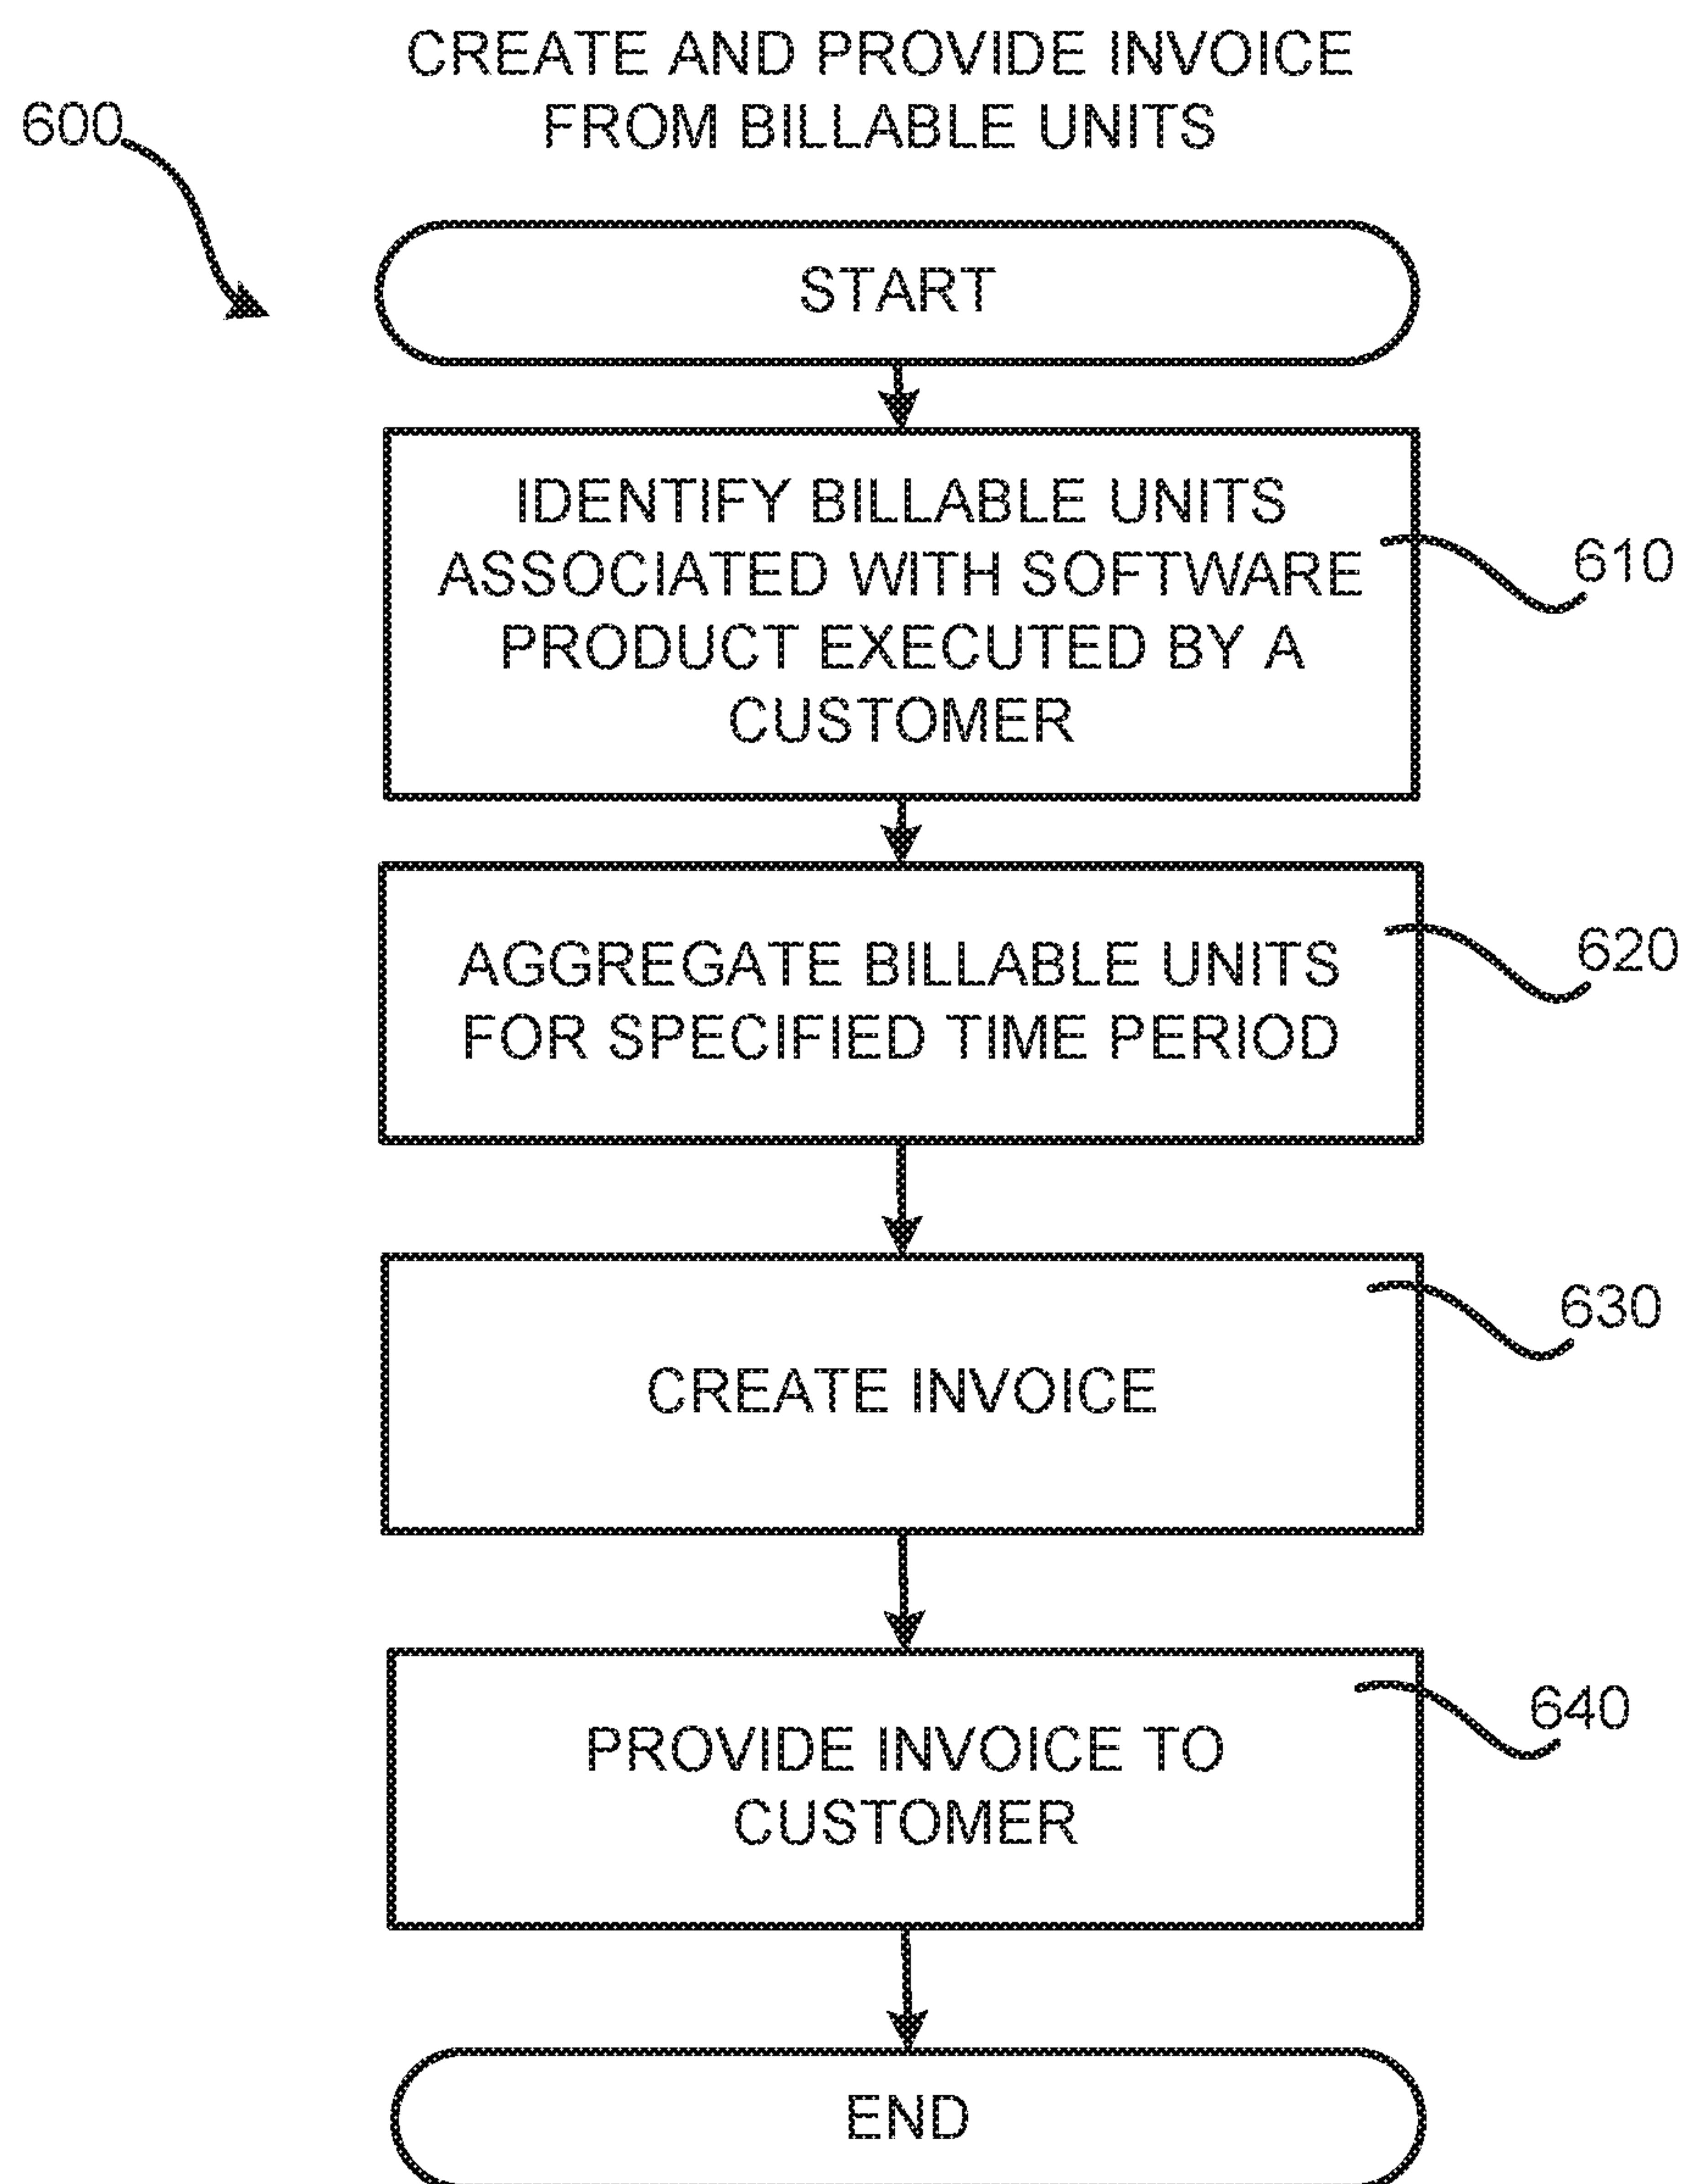 CREATE AND PROVIDE INVOICE
FROM BILLABLE UNITS
600
START
IDENTIFY BILLABLE UNITS
ASSOCIATED WITH SOFTWARE
PRODUCT EXECUTED BY A
CUSTOMER
610
AGGREGATE BILLABLE UNITS
FOR SPECIFIED TIME PERIOD
620
CREATE INVOICE
630
PROVIDE INVOICE TO
CUSTOMER
640
END